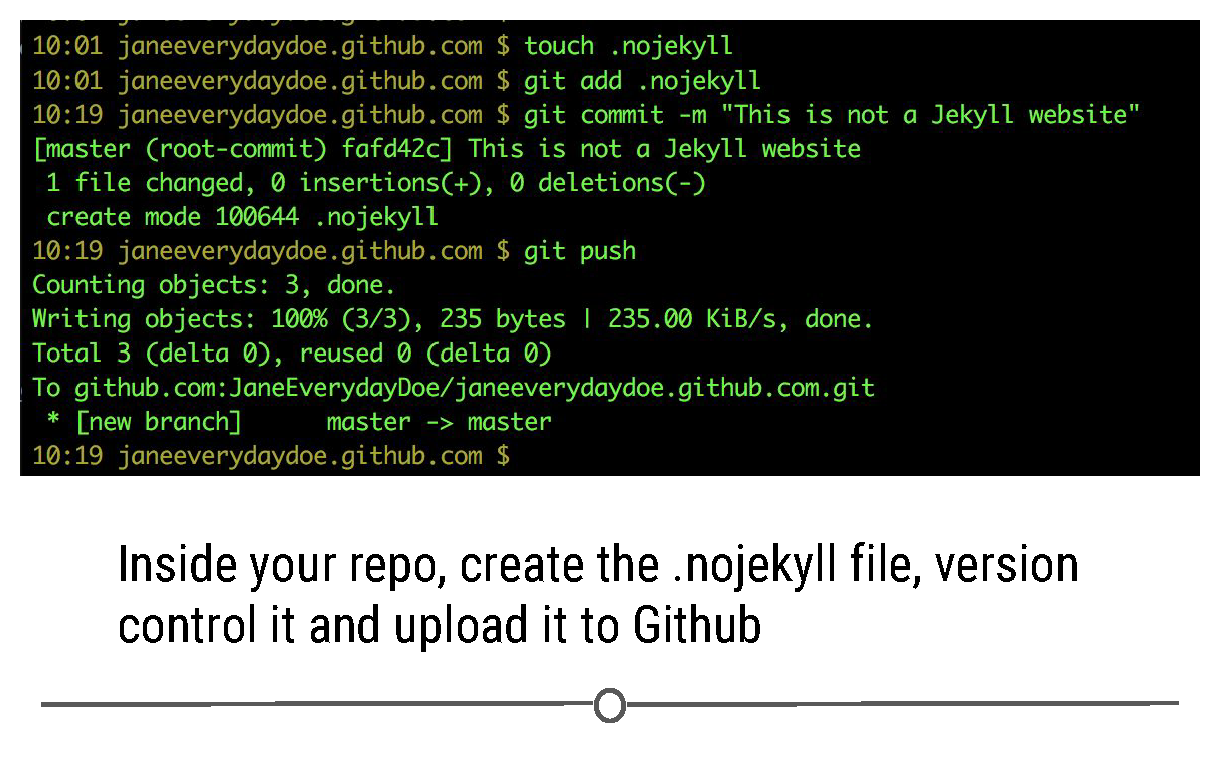 10:01 janeeverydaydoe.github.com $ touch .nojekyll
10:01 janeeverydaydoe.github.com $ git add .nojekyll
10:19 janeeverydaydoe.github.com $ git commit -m "This is not a Jekyll website"
[master (root-commit) fafd42c] This is not a Jekyll website
 1 file changed, 0 insertions(+), 0 deletions(-)
 create mode 100644 .nojekyll
10:19 janeeverydaydoe.github.com $ git push
Counting objects: 3, done.
Writing objects: 100% (3/3), 235 bytes | 235.00 KiB/s, done.
Total 3 (delta 0), reused 0 (delta 0)
To github.com:JaneEverydayDoe/janeeverydaydoe.github.com.git
 * [new branch]      master -> master
10:19 janeeverydaydoe.github.com $
Inside your repo, create the .nojekyll file, version
control it and upload it to Github